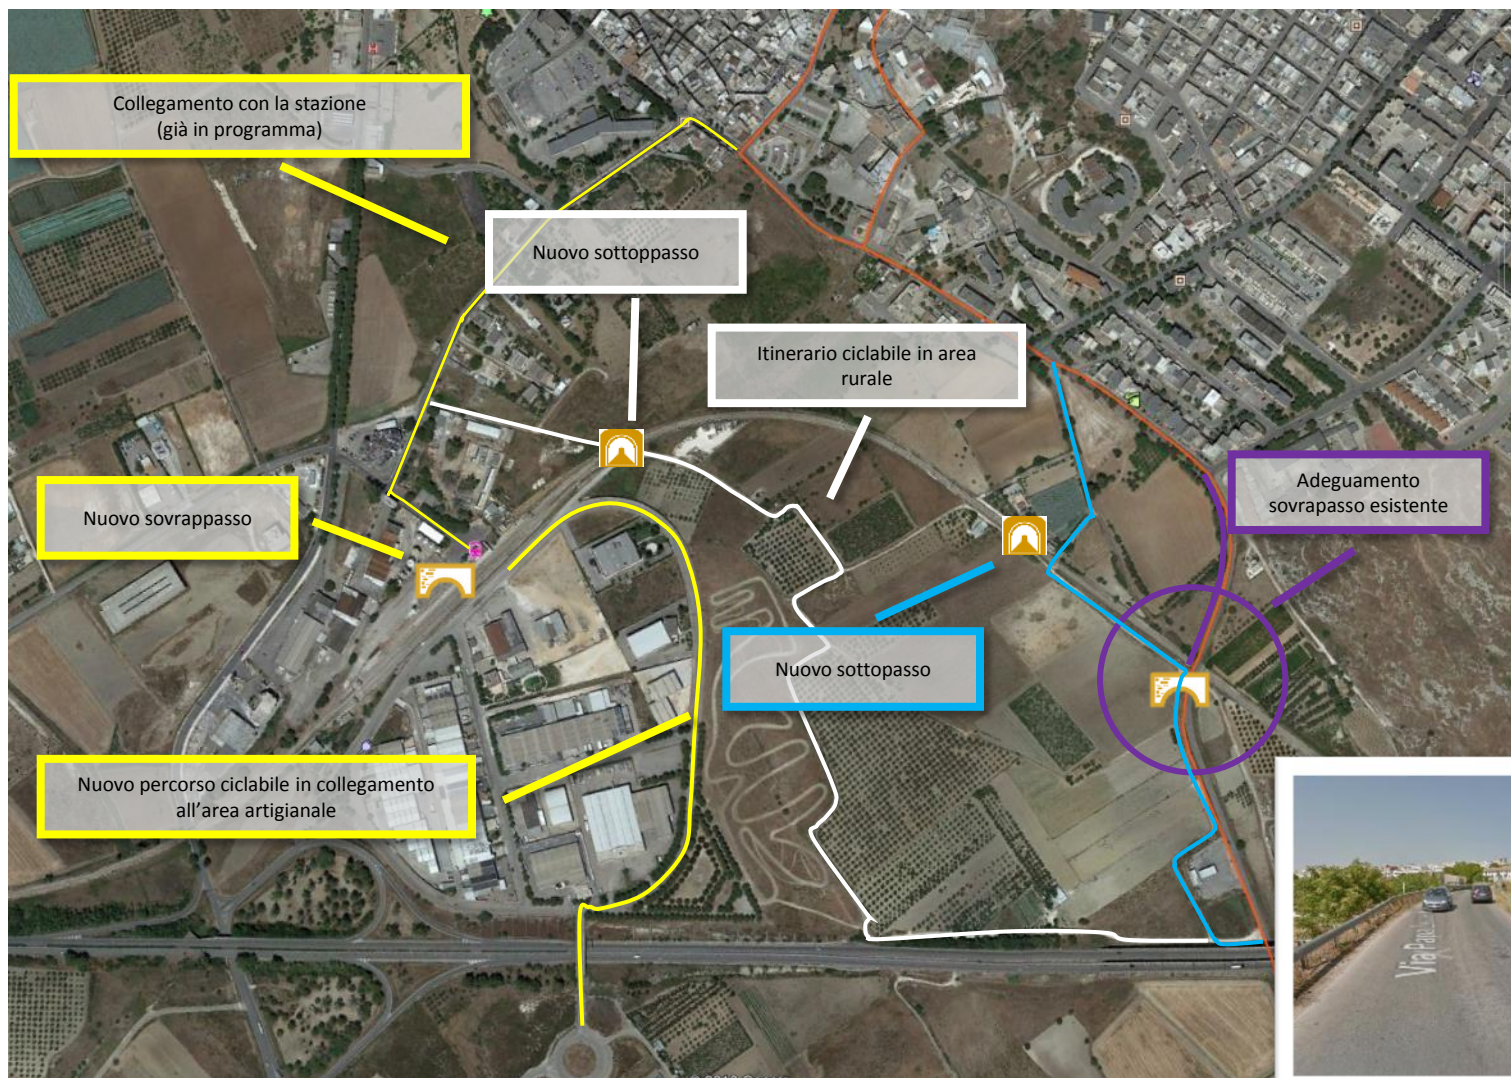 Collegamento con la stazione
(già in programma)
Nuovo sottoppasso
Itinerario ciclabile in area
rurale
Nuovo sovrappasso
Adeguamento
sovrapasso esistente
Nuovo sottopasso
Nuovo percorso ciclabile in collegamento
all’area artigianale
Via